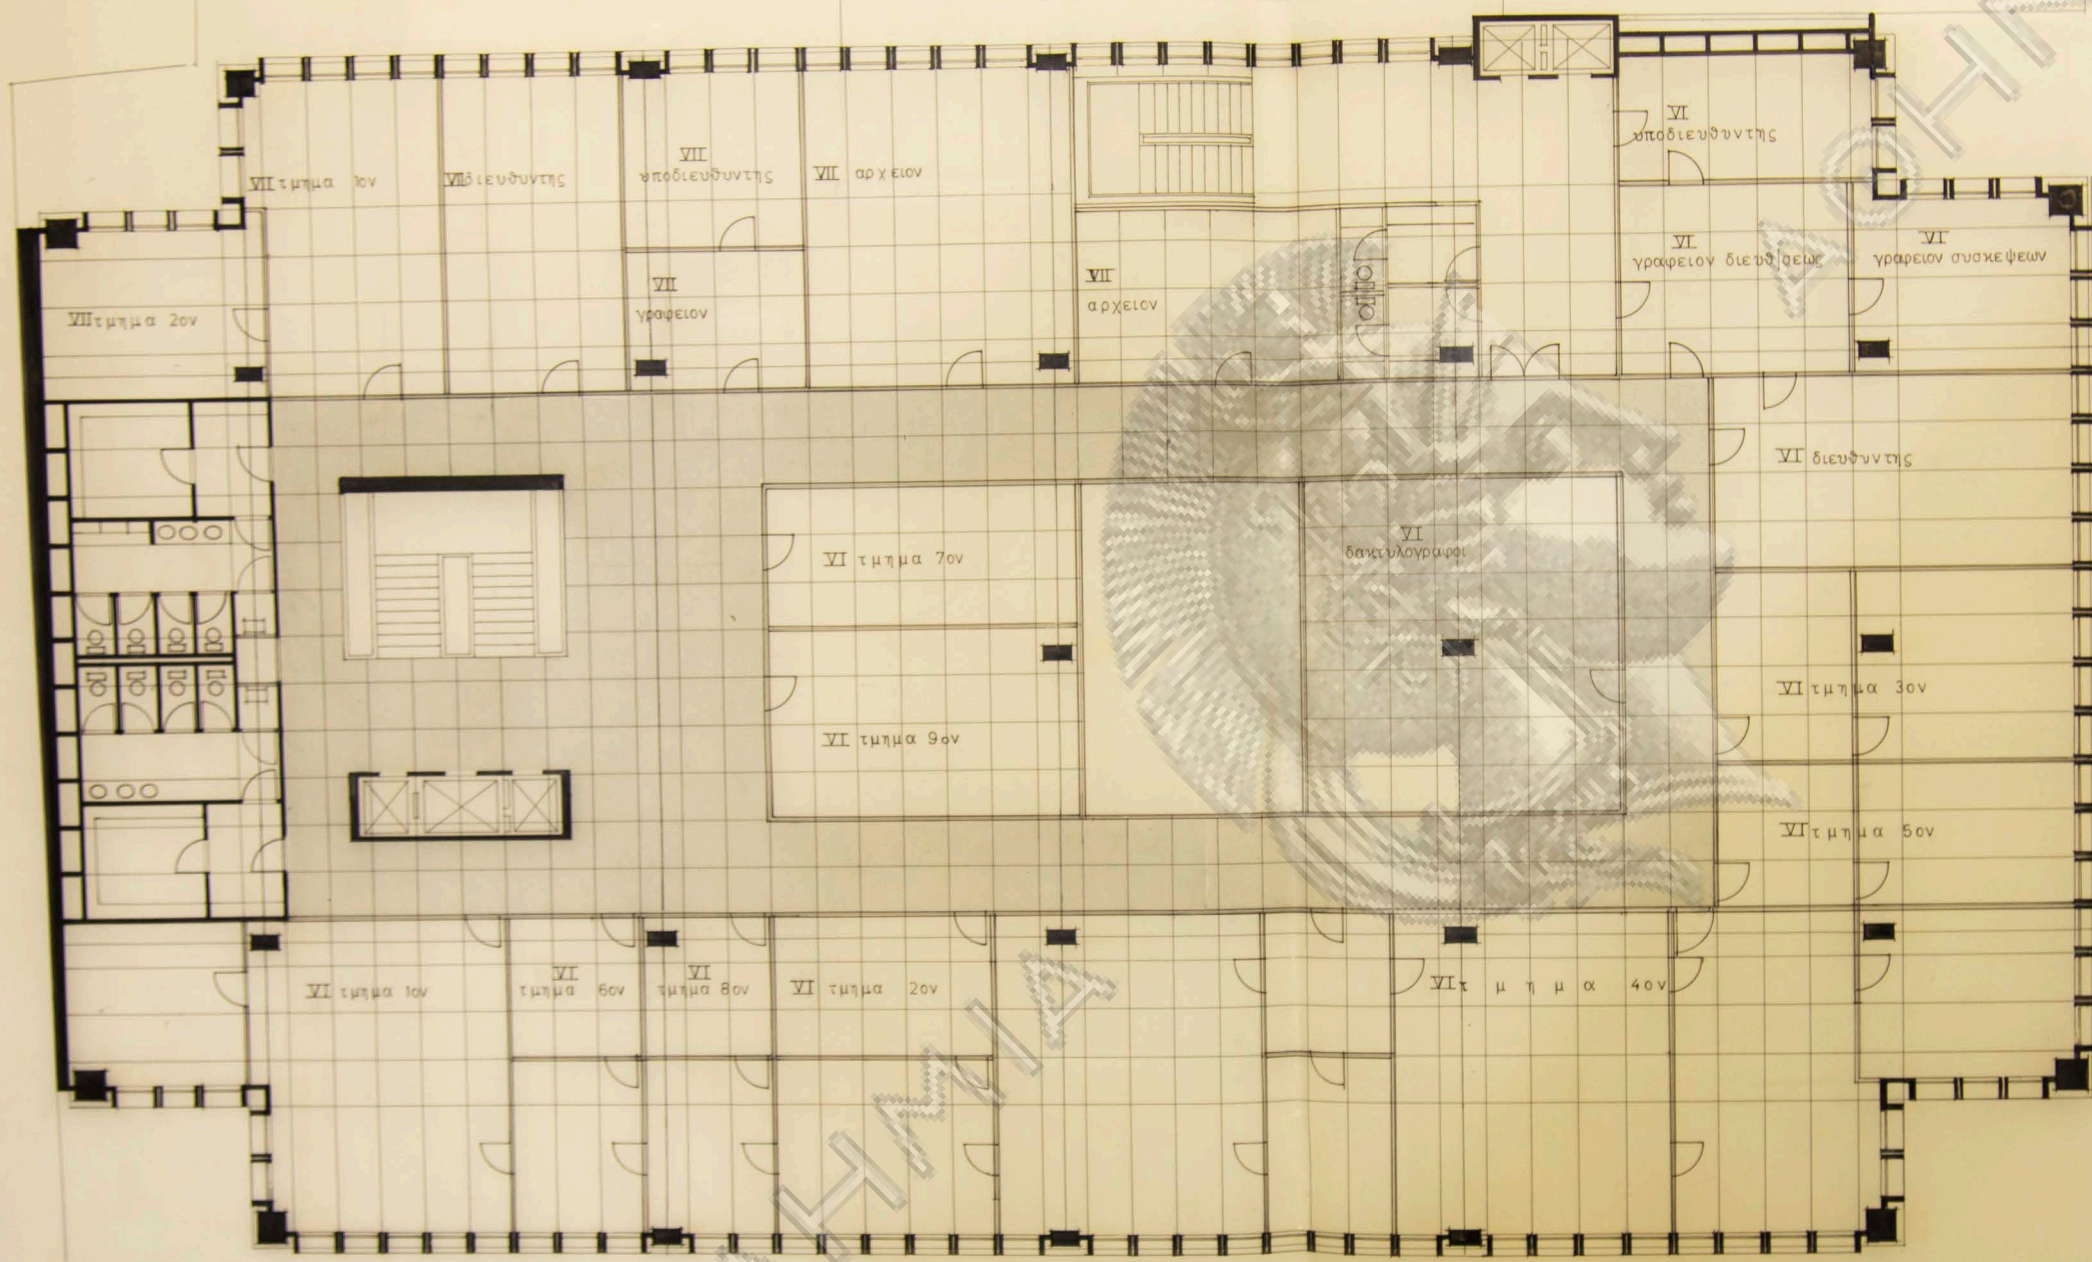 VI
υποδιευθυντης
VII
υποδιευθυντης
VII τμημα 1ον
VII διευθυντης
VII αρχειον
VI
γραφειον διευθ/σεως
VI
γραφειον συσκεψεων
VII
γραφειον
VII
αρχειον
VII τμημα 2ον
VI διευθυντης
VI
δακτυλογραφοι
VI τμημα 7ον
VI τμημα 3ον
VI τμημα 9ον
VI τμημα 5ον
VI τμημα 1ον
VI
τμημα 6ον
VI
τμημα 8ον
VI τμημα 2ον
VI τ μ η μ α 4ον